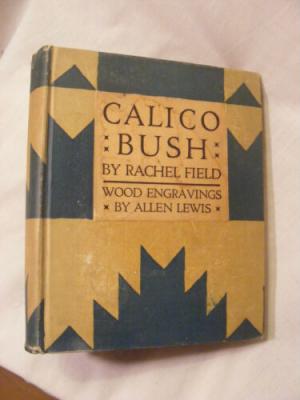 CALICO
BUSH
BY RACHEL FIELD
WOOD ENGRAVINGS
BY ALLEN LEWIS